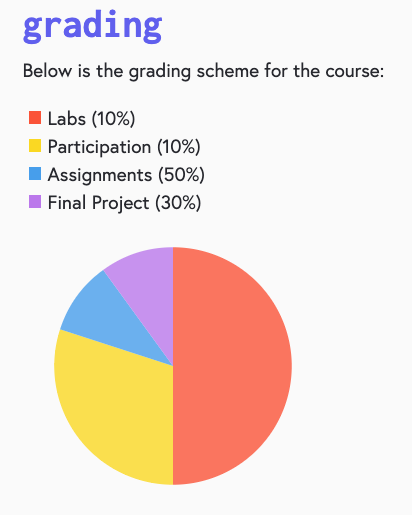 grading
Below is the grading scheme for the course:
Labs (10%)
Participation (10%)
Assignments (50%)
Final Project (30%)